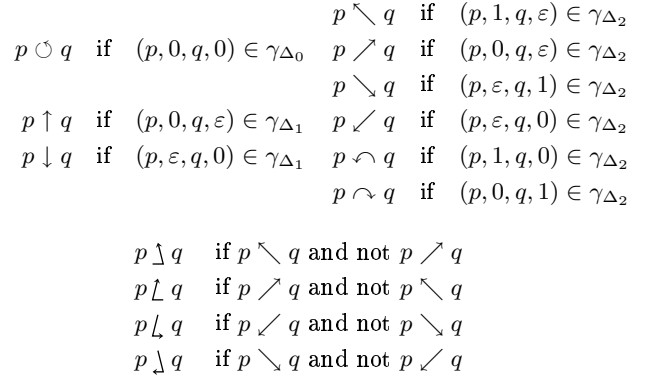 p ↖ q if (p, 1, q, ε) ∈ γ_{Δ_2}
p ↺ q if (p, 0, q, 0) ∈ γ_{Δ_0} p ↗ q if (p, 0, q, ε) ∈ γ_{Δ_2}
p ↘ q if (p, ε, q, 1) ∈ γ_{Δ_2}
p ↑ q if (p, 0, q, ε) ∈ γ_{Δ_1} p ↙ q if (p, ε, q, 0) ∈ γ_{Δ_2}
p ↓ q if (p, ε, q, 0) ∈ γ_{Δ_1} p ↶ q if (p, 1, q, 0) ∈ γ_{Δ_2}
p ↷ q if (p, 0, q, 1) ∈ γ_{Δ_2}
p ⦩ q if p ↖ q and not p ↗ q
p ⦨ q if p ↗ q and not p ↖ q
p ⦪ q if p ↙ q and not p ↘ q
p ⦫ q if p ↘ q and not p ↙ q